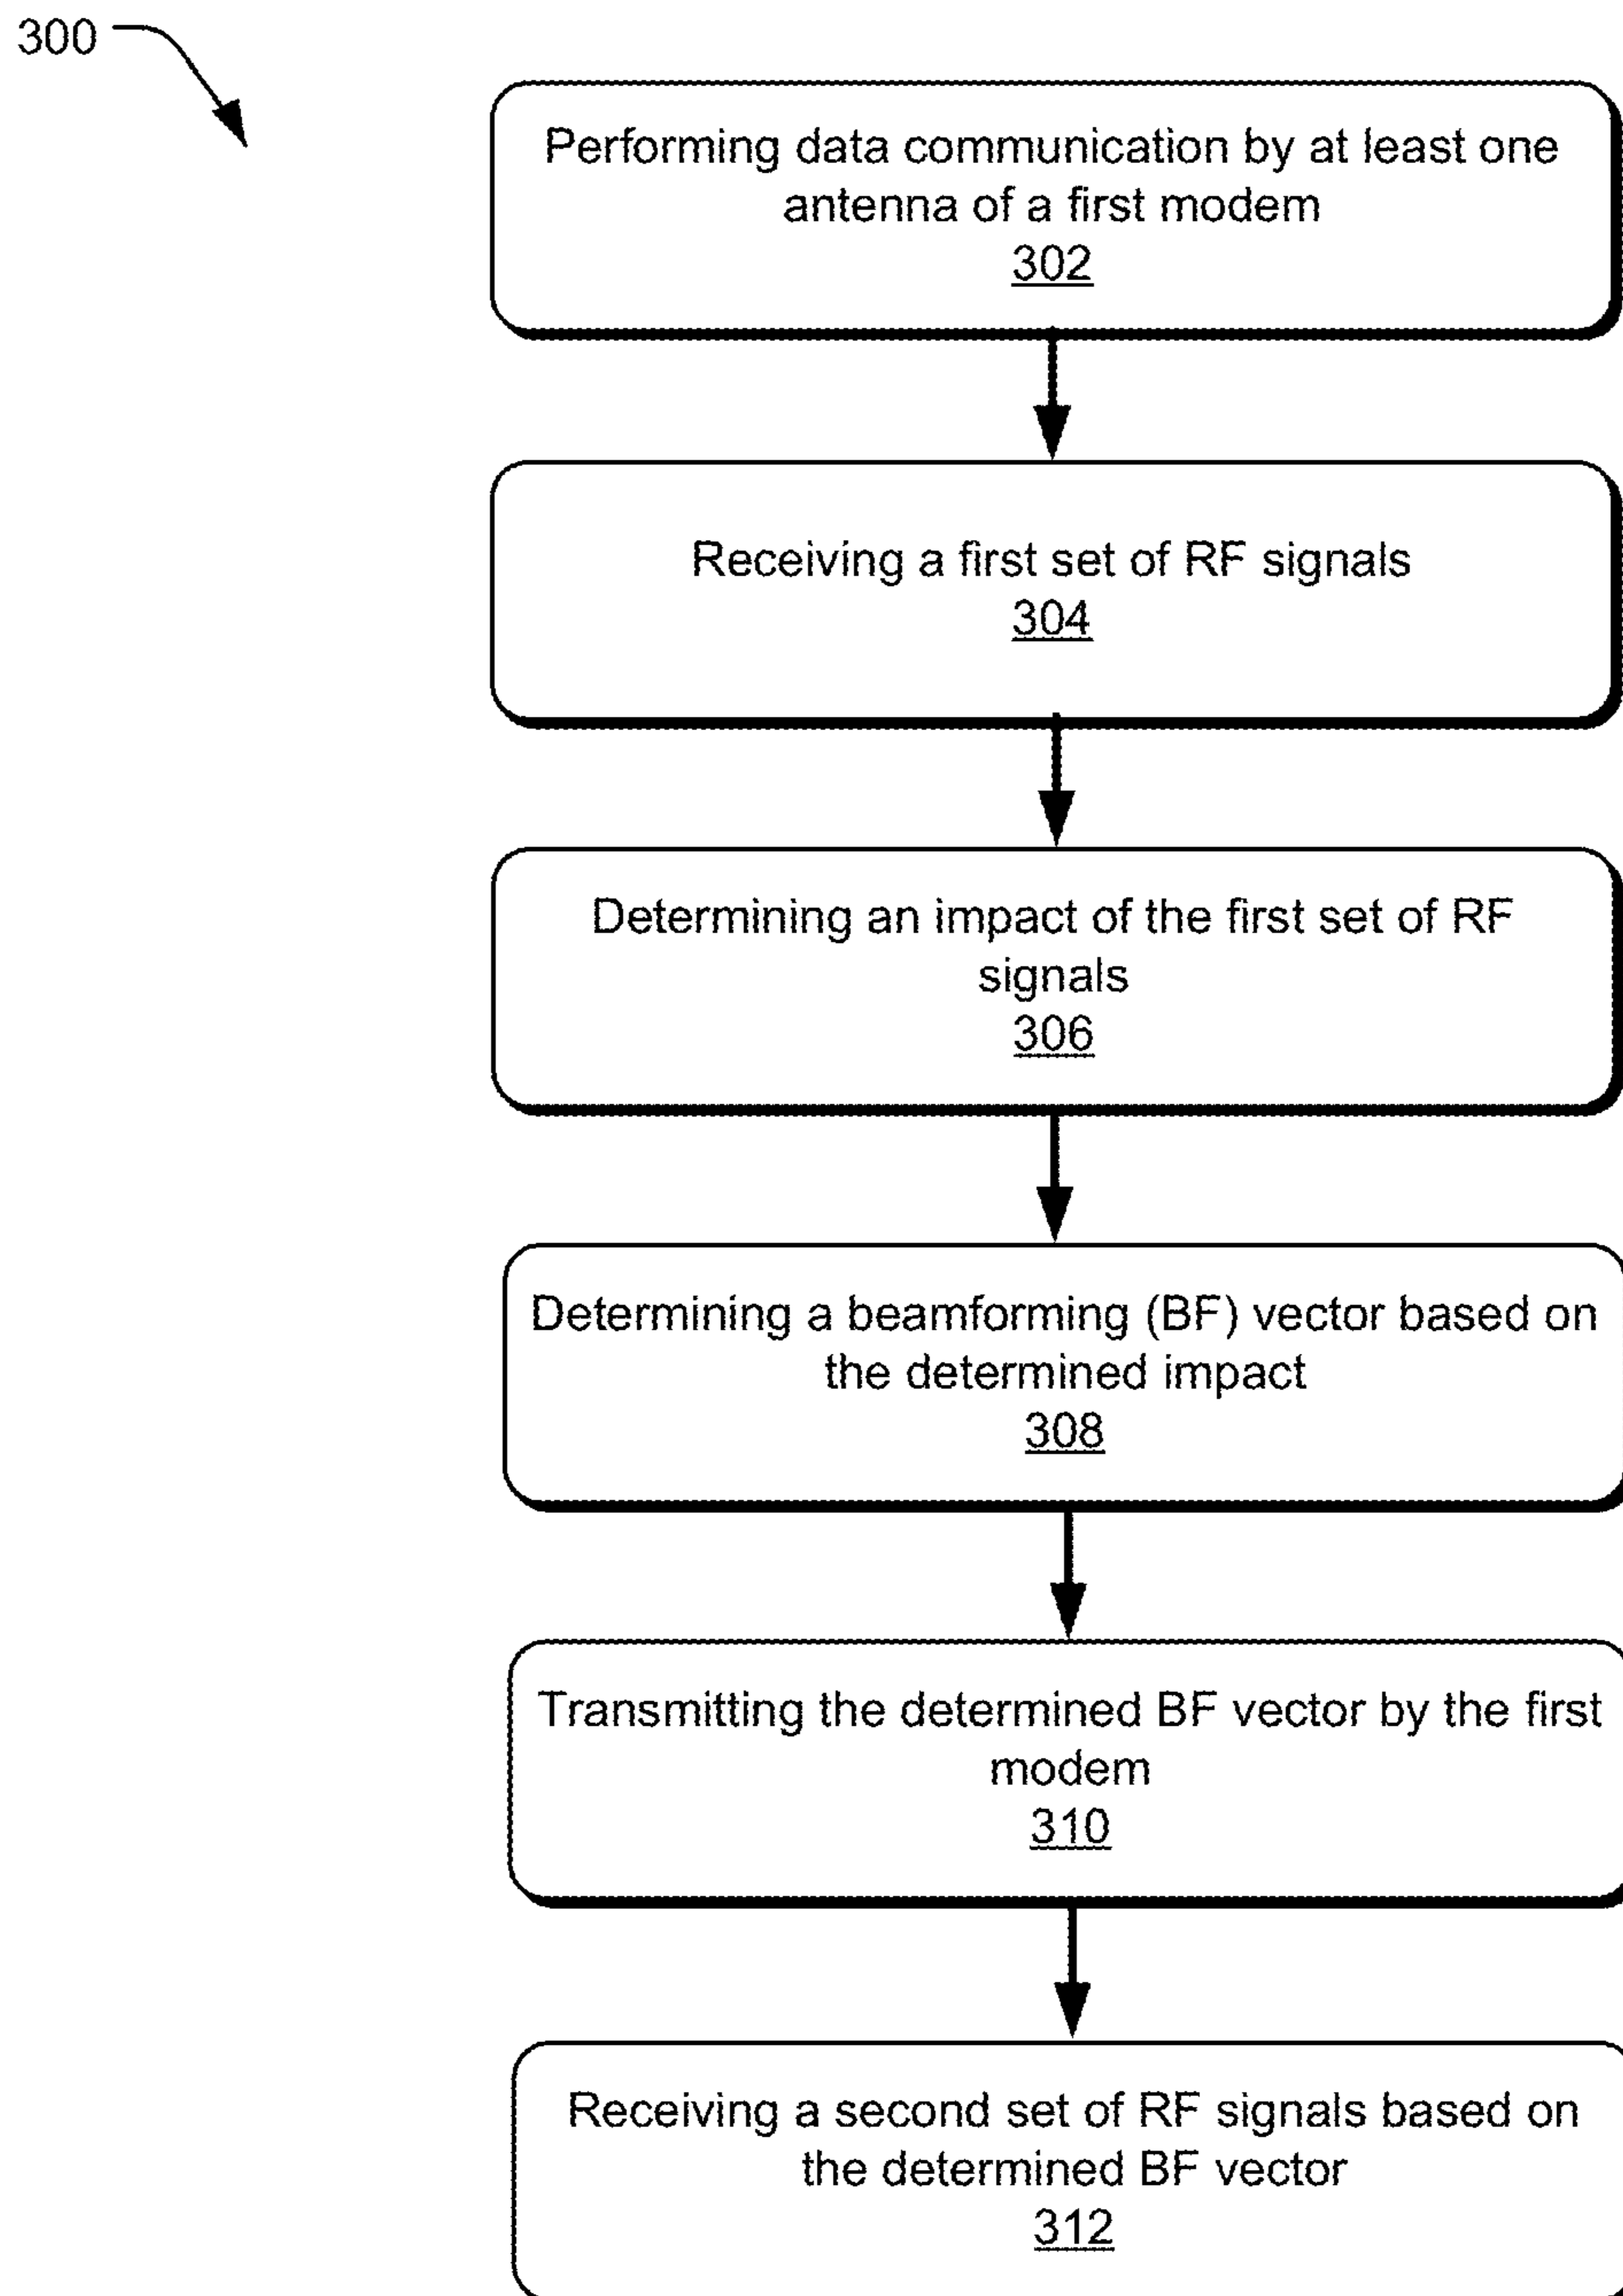 300
Performing data communication by at least one
antenna of a first modem
302
Receiving a first set of RF signals
304
Determining an impact of the first set of RF
signals
306
Determining a beamforming (BF) vector based on
the determined impact
308
Transmitting the determined BF vector by the first
modem
310
Receiving a second set of RF signals based on
the determined BF vector
312